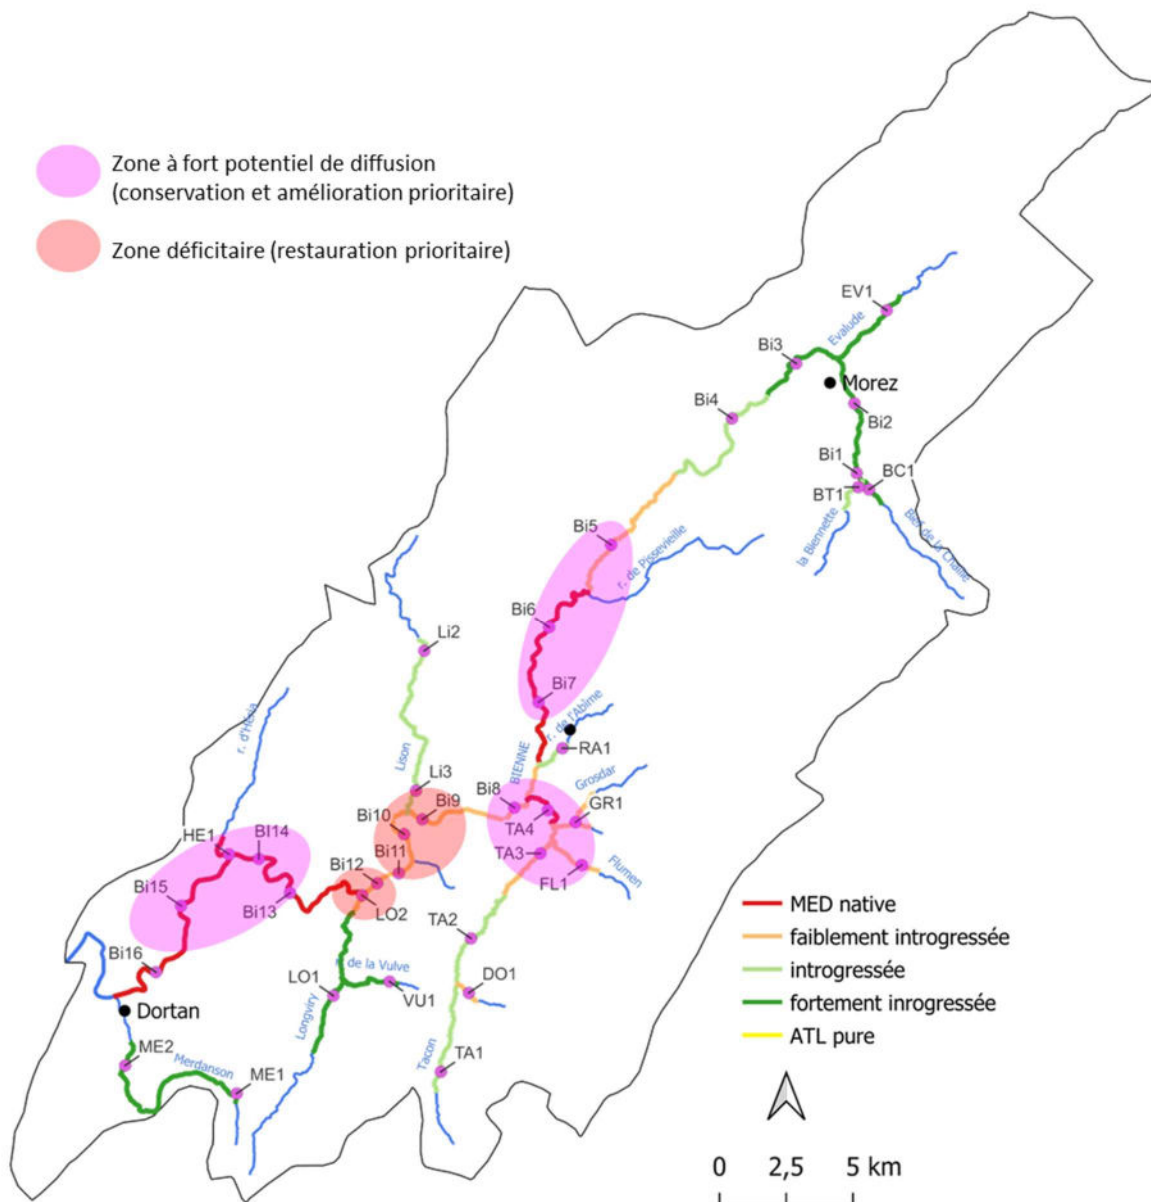 Zone à fort potentiel de diffusion
(conservation et amélioration prioritaire)
Zone déficitaire (restauration prioritaire)
EV1
Evalude
Bi3
Morez
Bi4
Bi2
Bi1
BC1
BT1
la Biennette
Bief de la Chaille
Bi5
r. de Pissevieille
Bi6
Li2
Bi7
r. d'Héria
r. de l'Abîme
RA1
Lison
BIENNE
Li3
Grosdar
Bi8
Bi9
GR1
Bi10
TA4
HE1
BI14
TA3
Bi11
Flumen
Bi12
FL1
Bi15
Bi13
LO2
TA2
Bi16
r. de la Vulve
LO1
VU1
DO1
Dortan
Longviry
ME2
Merdanson
ME1
Tacon
TA1
MED native
faiblement introgressée
introgressée
fortement inrogressée
ATL pure
0 2,5 5 km